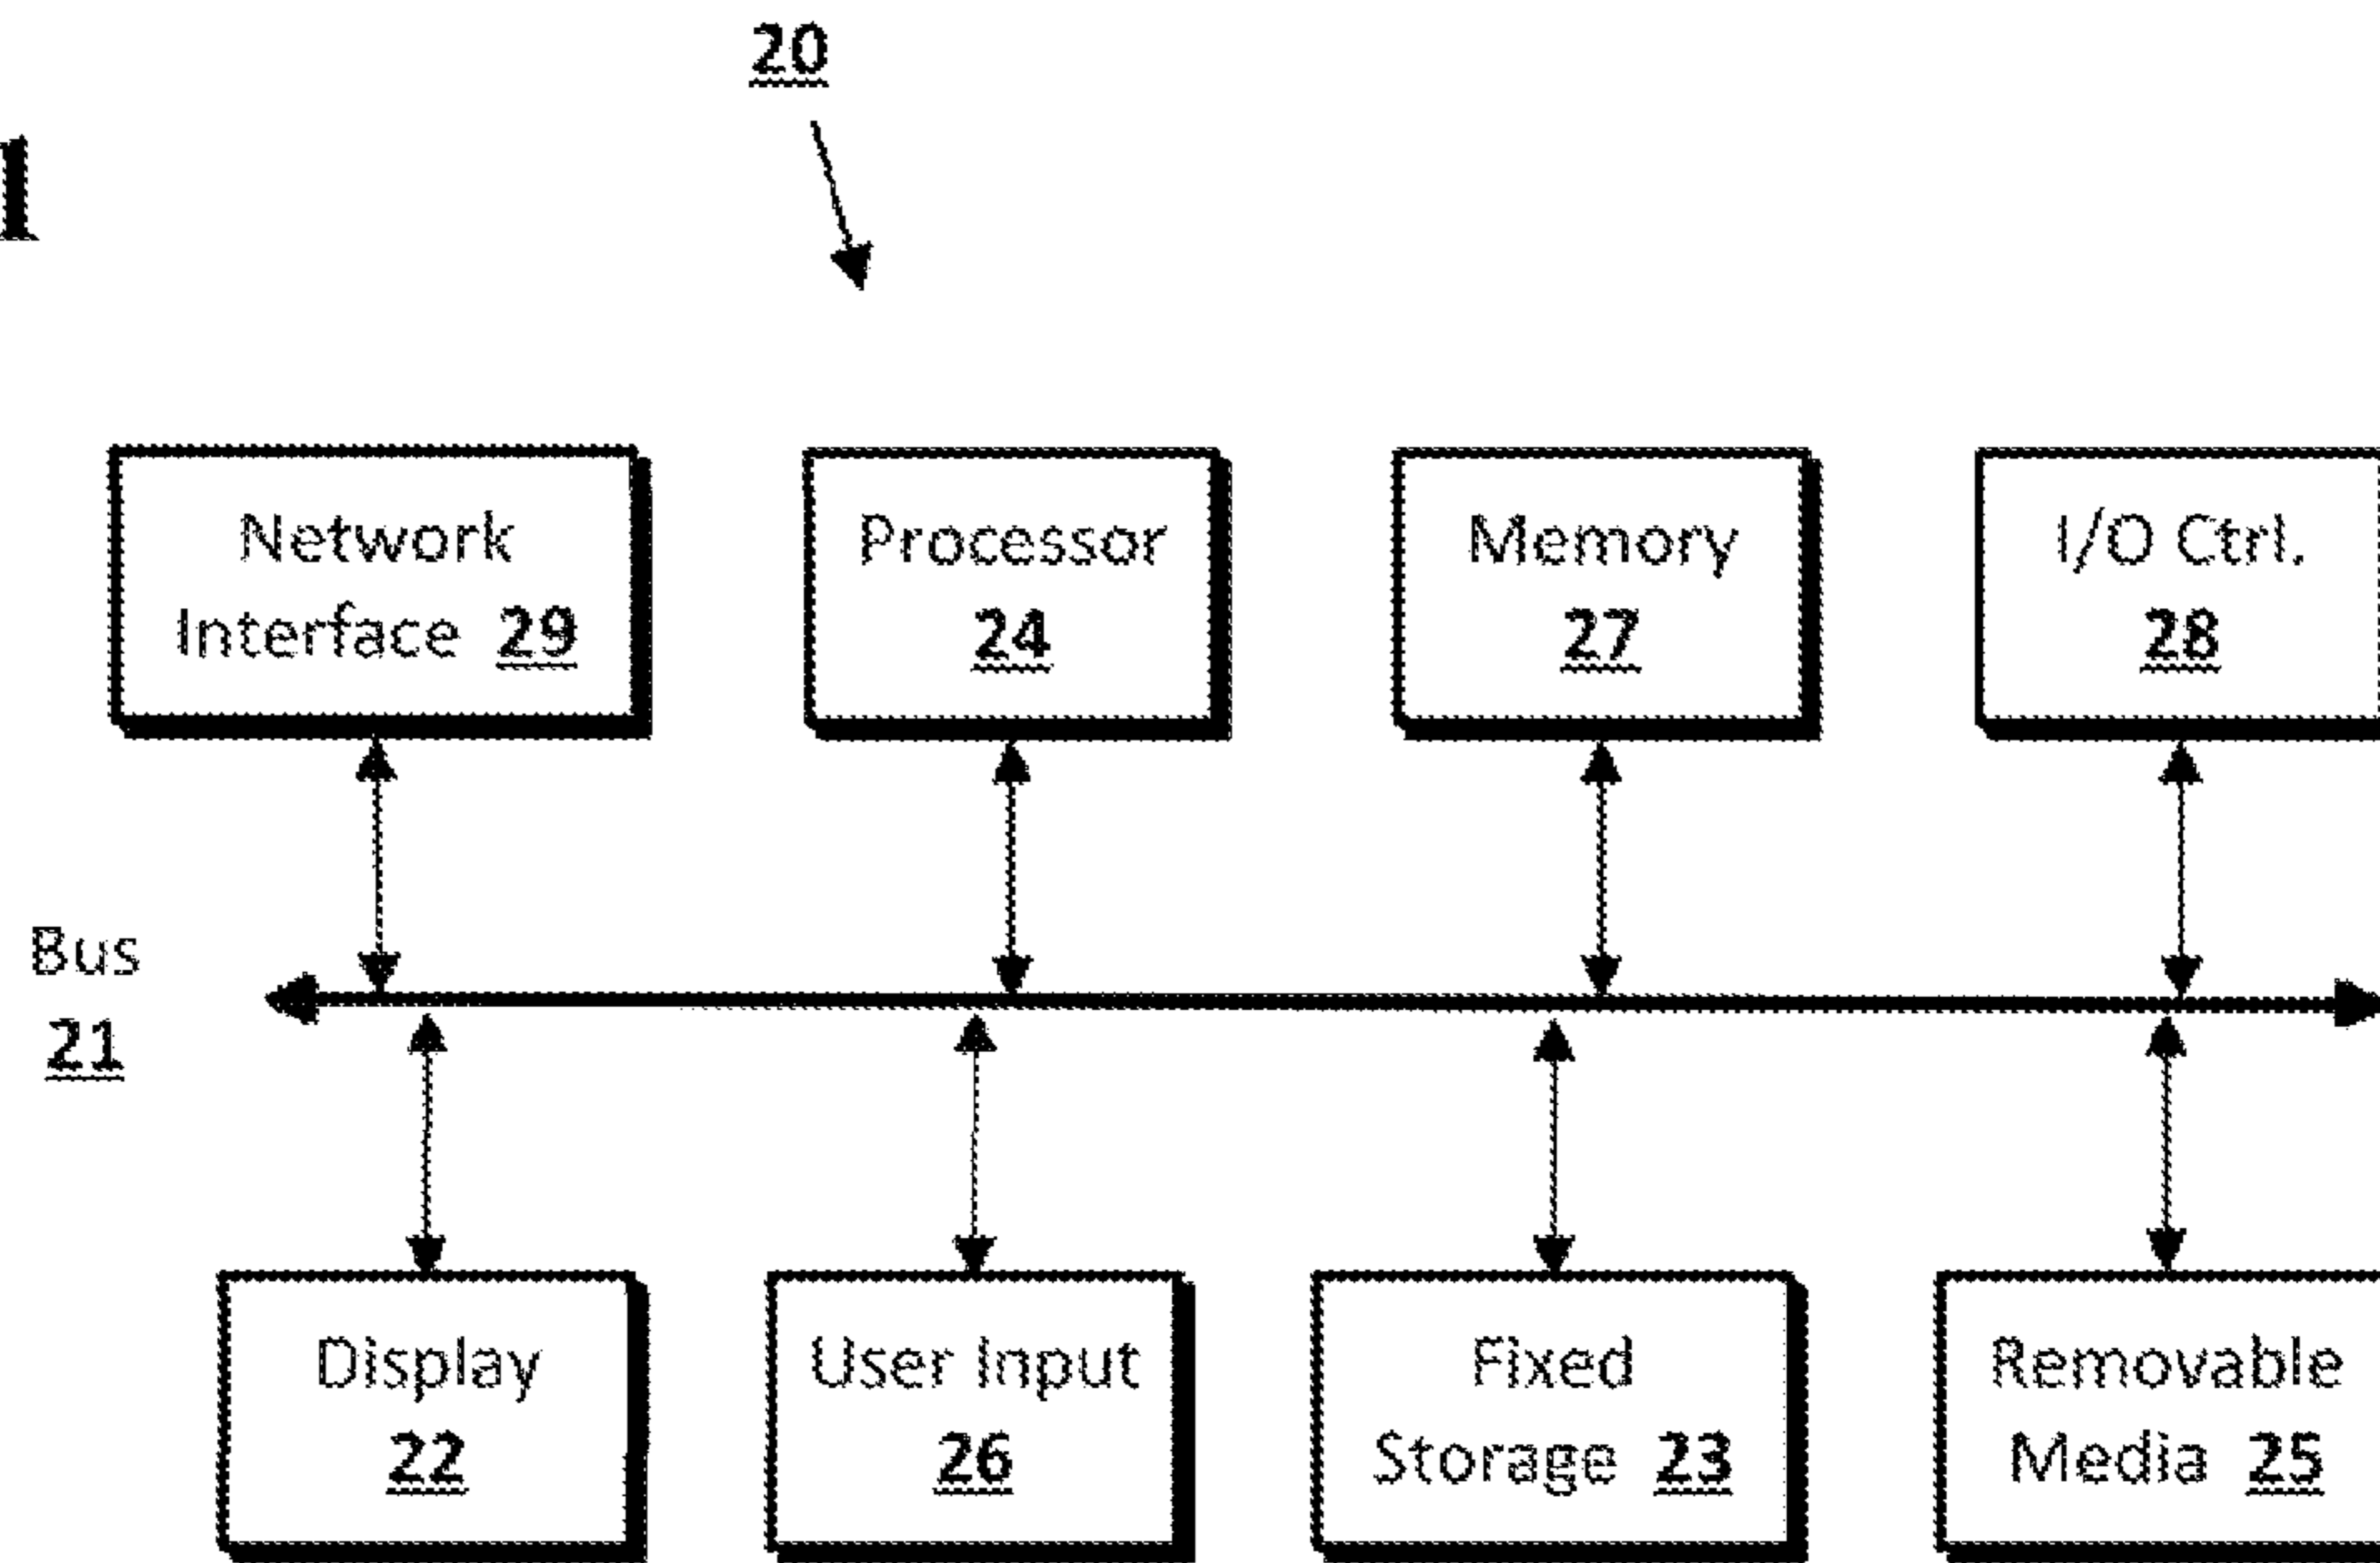 20
1
Network
Interface 29
Processor
24
Memory
27
I/O Ctrl.
28
Bus
21
Display
22
User Input
26
Fixed
Storage 23
Removable
Media 25